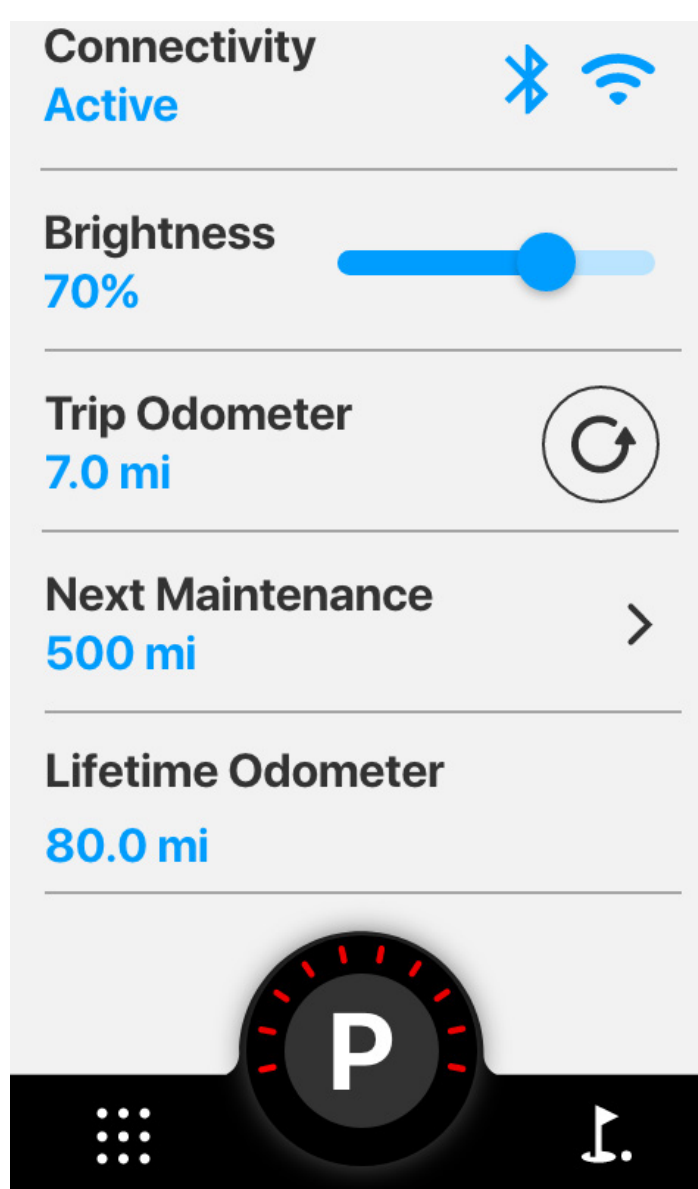 Connectivity
Active
Brightness
70%
Trip Odometer
7.0 mi
Next Maintenance
500 mi
Lifetime Odometer
80.0 mi
P